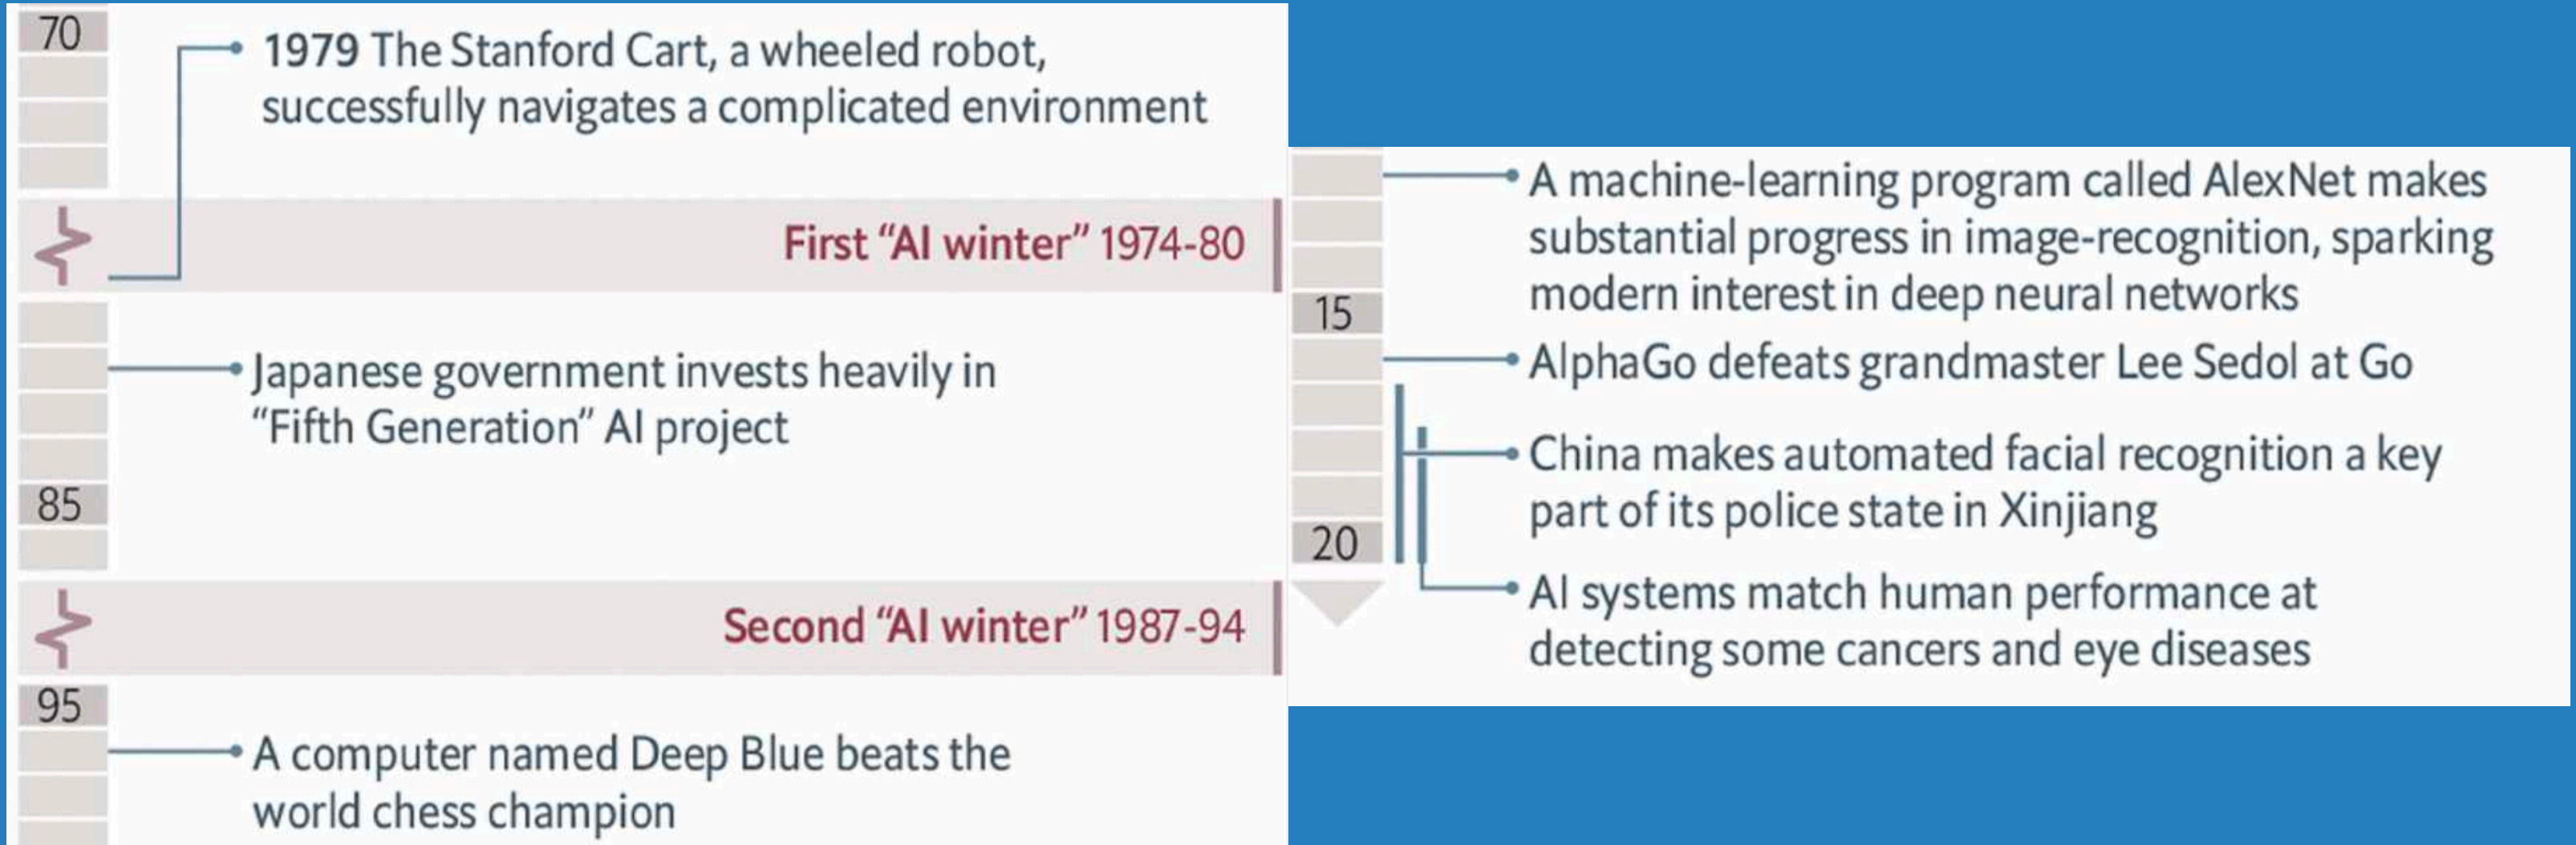 70
1979 The Stanford Cart, a wheeled robot,
successfully navigates a complicated environment
First “AI winter” 1974-80
Japanese government invests heavily in
“Fifth Generation” AI project
85
Second “AI winter” 1987-94
95
A computer named Deep Blue beats the
world chess champion
A machine-learning program called AlexNet makes
substantial progress in image-recognition, sparking
modern interest in deep neural networks
15
AlphaGo defeats grandmaster Lee Sedol at Go
China makes automated facial recognition a key
part of its police state in Xinjiang
20
AI systems match human performance at
detecting some cancers and eye diseases